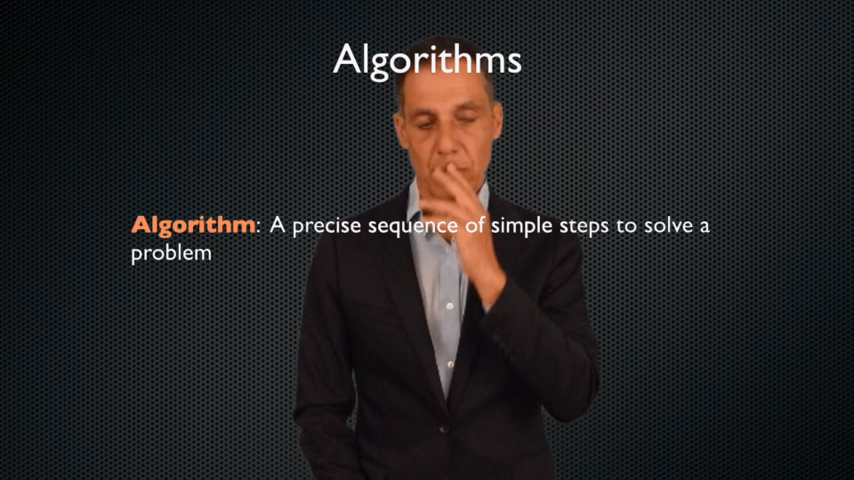 Algorithms
Algorithm: A precise sequence of simple steps to solve a
problem